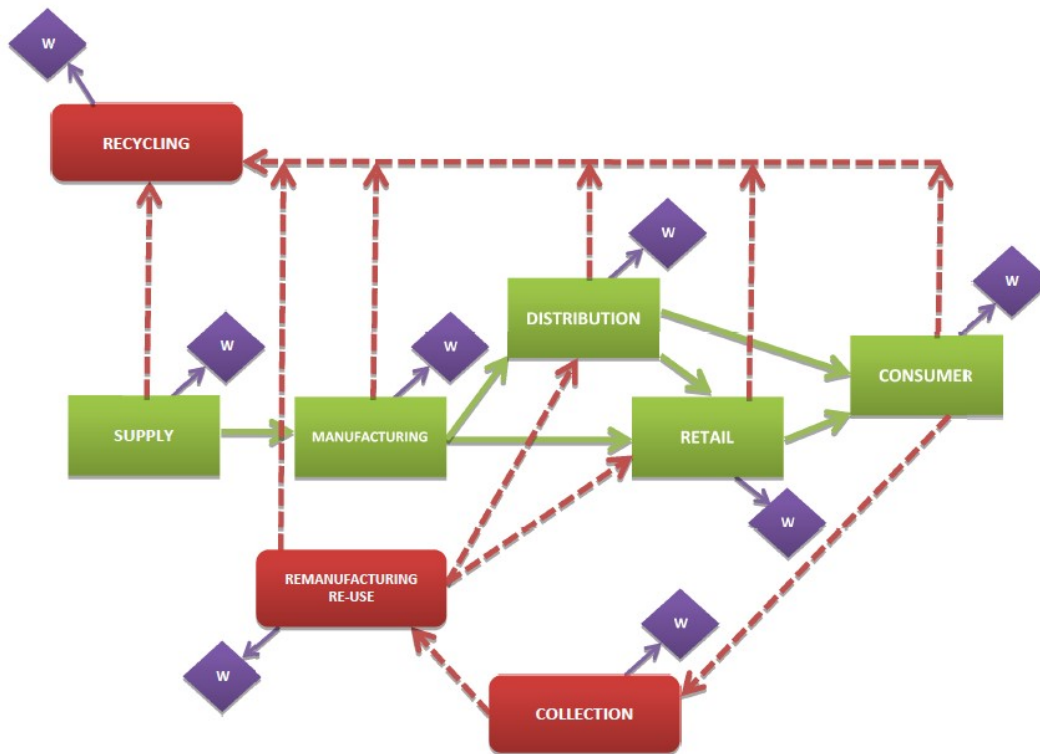 W
RECYCLING
W
DISTRIBUTION
W
W
W
CONSUMER
SUPPLY
MANUFACTURING
RETAIL
W
REMANUFACTURING
RE-USE
W
W
COLLECTION